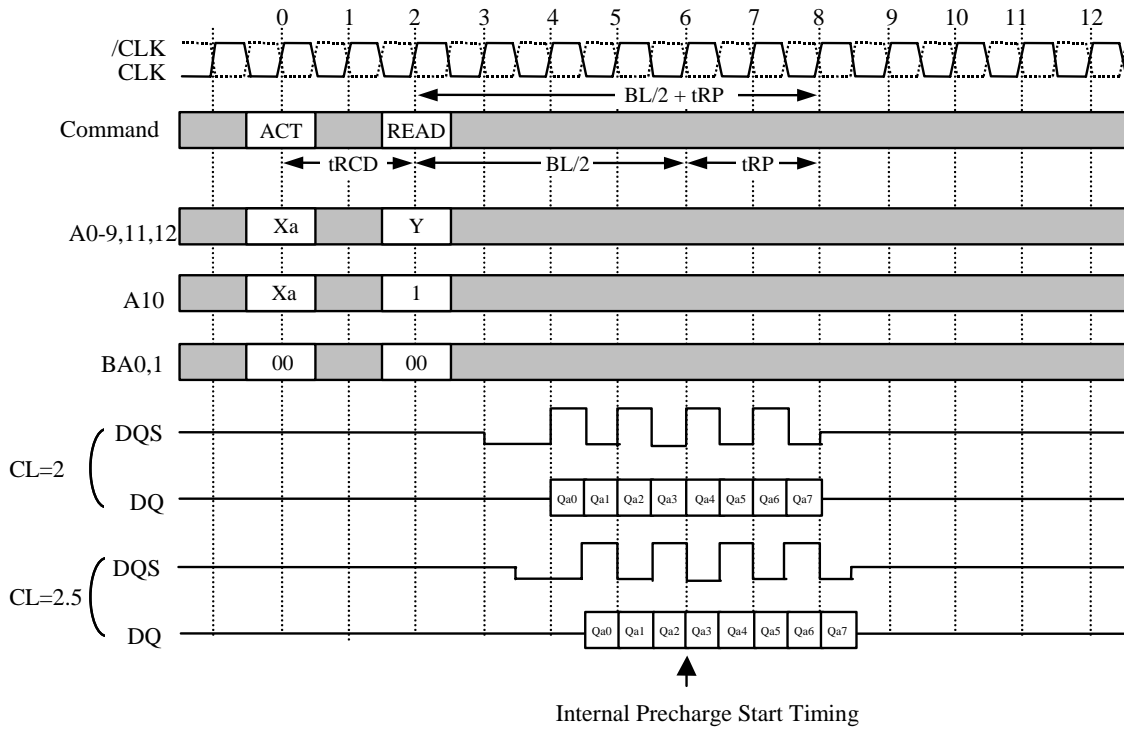 0 1 2 3 4 5 6 7 8 9 10 11 12
/CLK
CLK
BL/2 + tRP
Command ACT READ
tRCD BL/2 tRP
A0-9,11,12 Xa Y
A10 Xa 1
BA0,1 00 00
DQS
CL=2
DQ Qa0 Qa1 Qa2 Qa3 Qa4 Qa5 Qa6 Qa7
DQS
CL=2.5
DQ Qa0 Qa1 Qa2 Qa3 Qa4 Qa5 Qa6 Qa7
Internal Precharge Start Timing